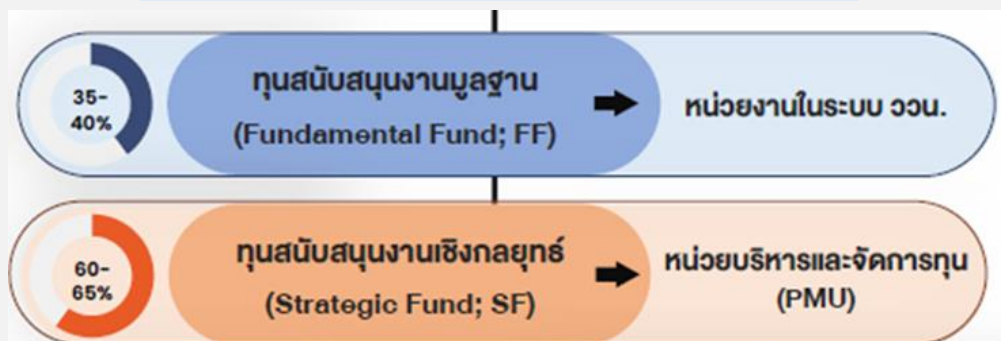 35-
40%
ทุนสนับสนุนงานมูลฐาน
(Fundamental Fund; FF)
หน่วยงานในระบบ ววน.
60-
65%
ทุนสนับสนุนงานเชิงกลยุทธ์
(Strategic Fund; SF)
หน่วยบริหารและจัดการทุน
(PMU)